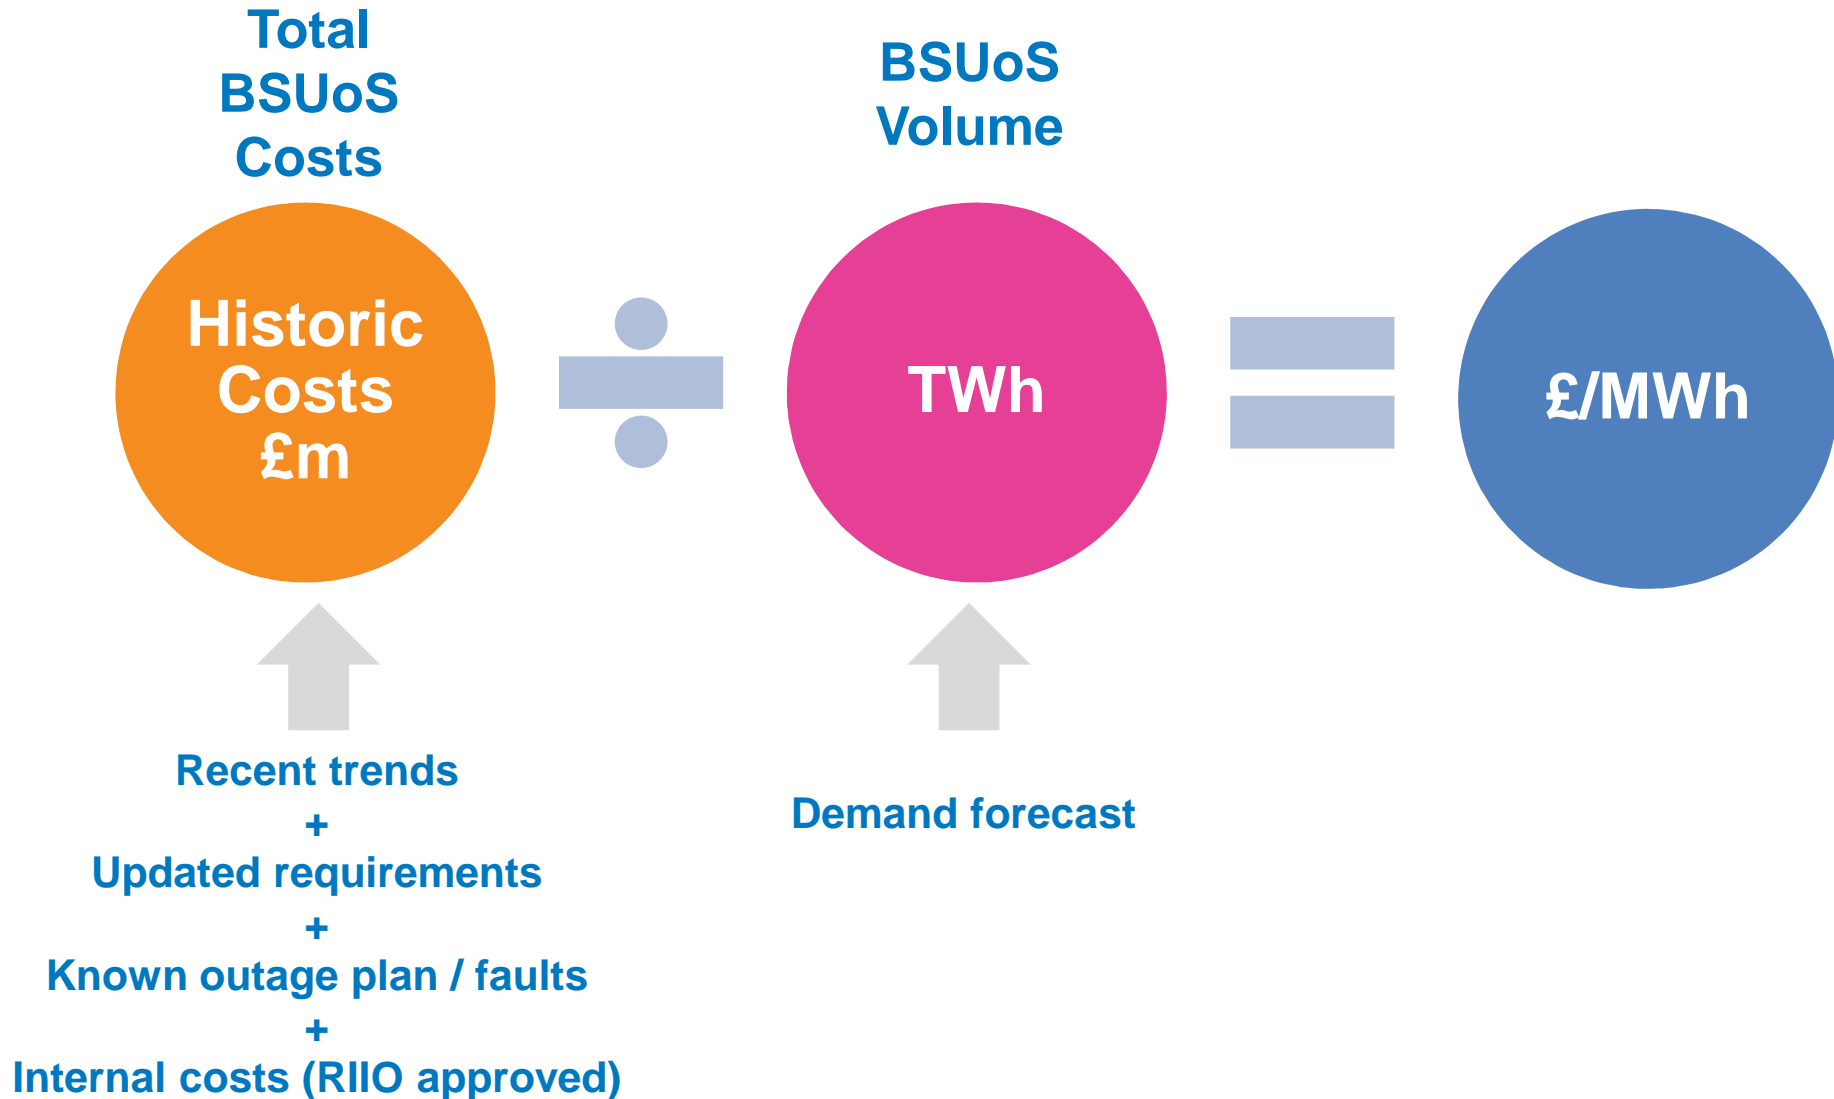 Total
BSUoS
Costs
BSUoS
Volume
Historic
Costs
£m
TWh
£/MWh
Recent trends
+
Updated requirements
+
Known outage plan / faults
+
Internal costs (RIIO approved)
Demand forecast